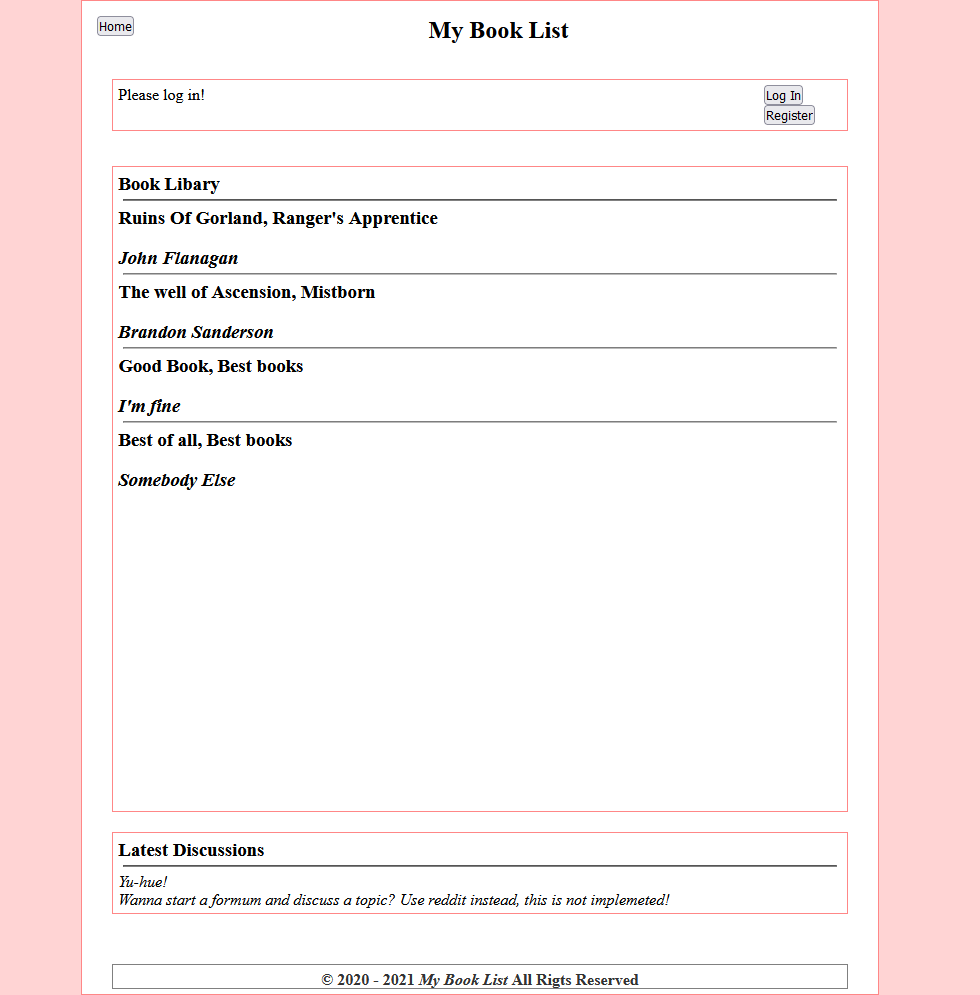 Home
My Book List
Please log in!
Log In
Register
Book Libary
Ruins Of Gorland, Ranger's Apprentice
John Flanagan
The well of Ascension, Mistborn
Brandon Sanderson
Good Book, Best books
I'm fine
Best of all, Best books
Somebody Else
Latest Discussions
Yu-hue!
Wanna start a formum and discuss a topic? Use reddit instead, this is not implemeted!
© 2020 - 2021 My Book List All Rigts Reserved